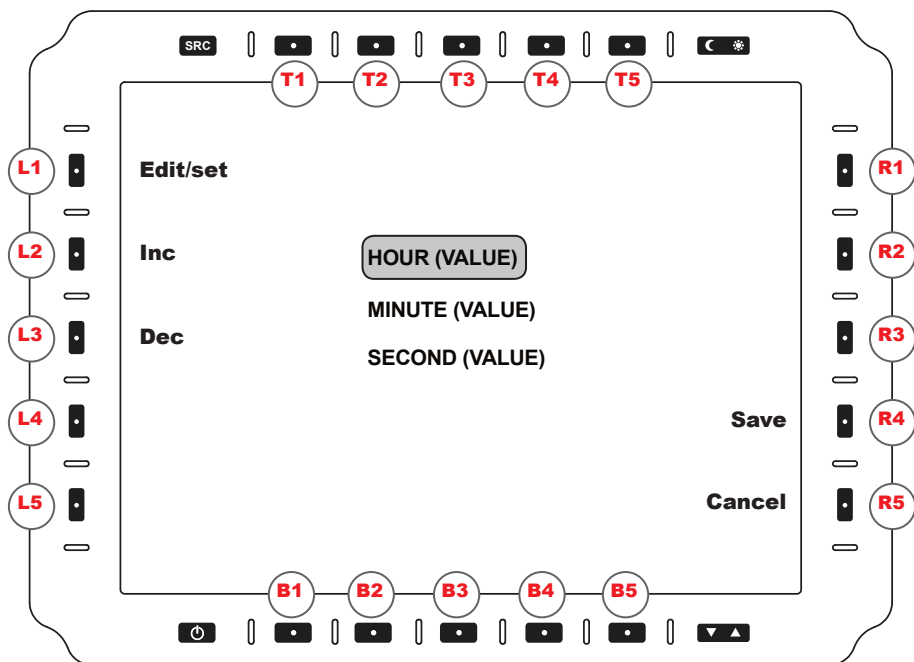 SRC
T1 T2 T3 T4 T5
L1 Edit/set R1
L2 Inc HOUR (VALUE) R2
MINUTE (VALUE)
L3 Dec R3
SECOND (VALUE)
L4 Save R4
L5 Cancel R5
B1 B2 B3 B4 B5